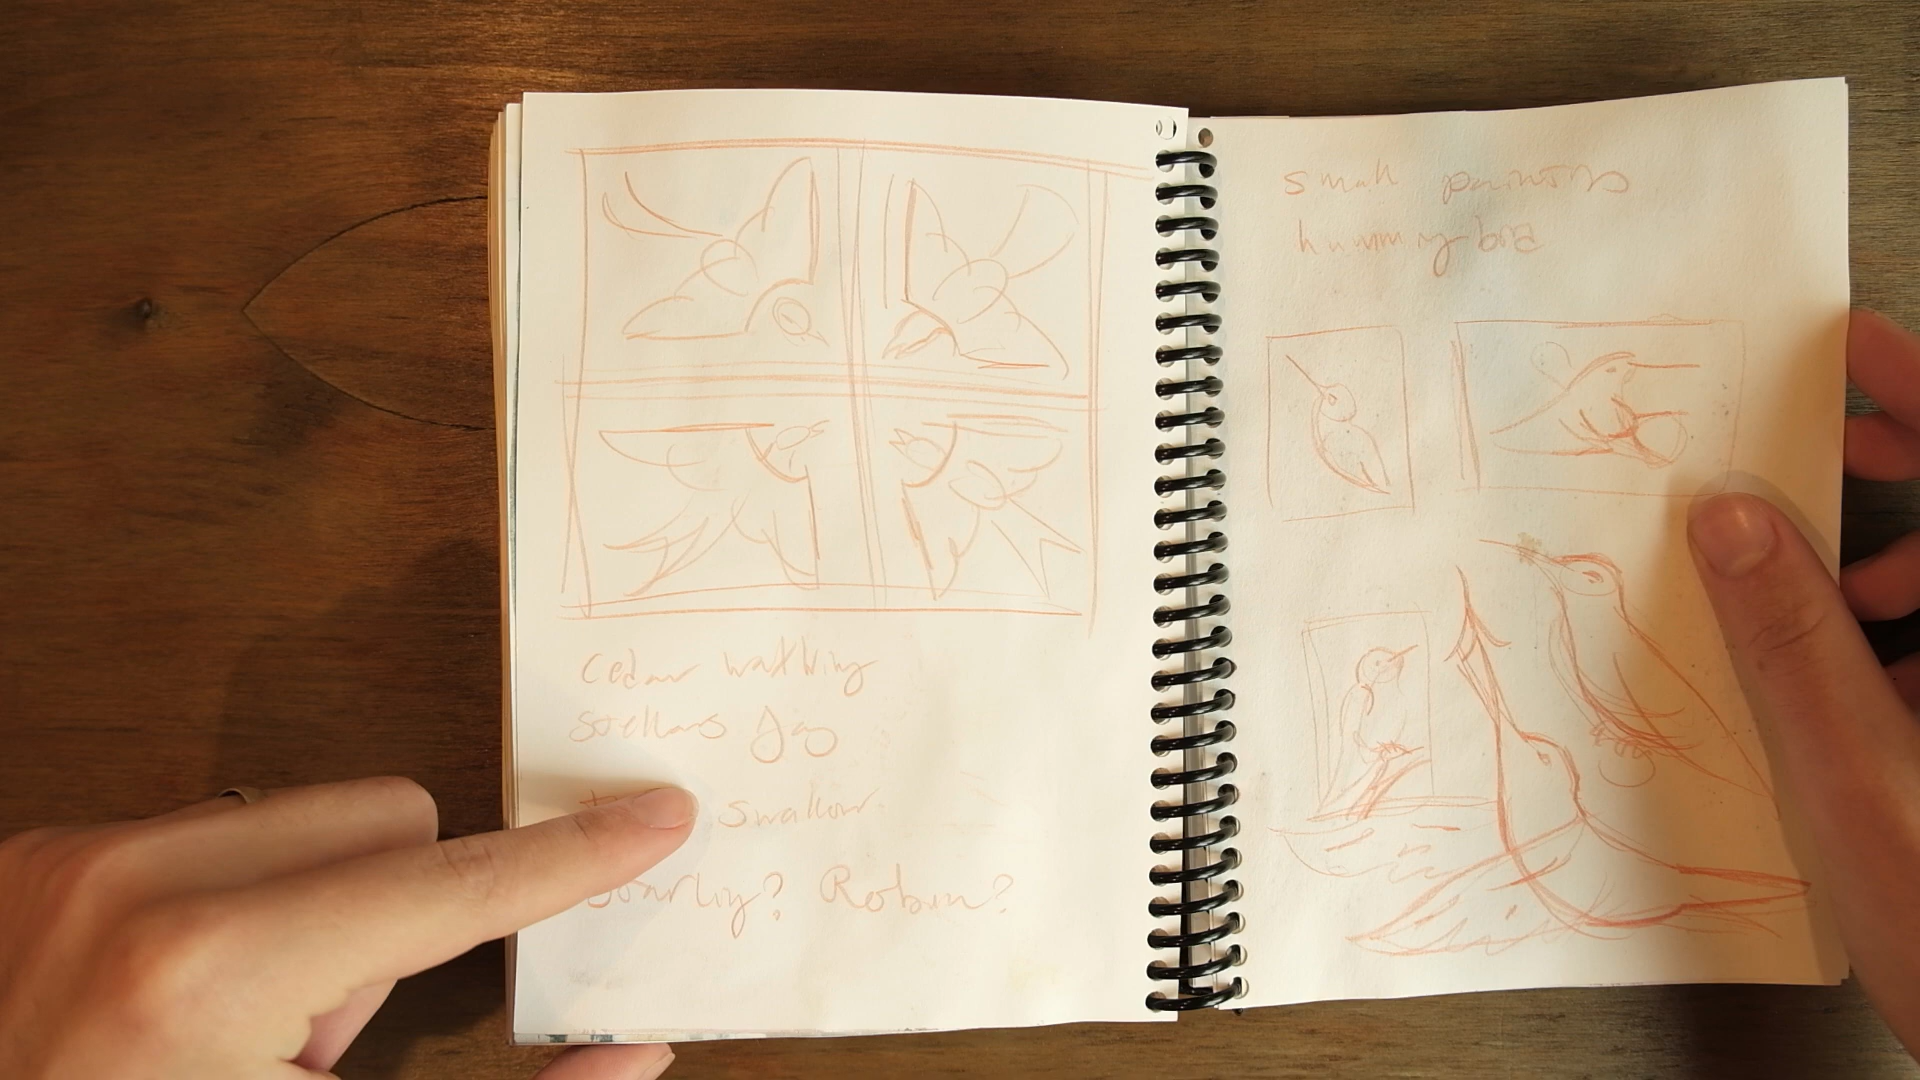 Cedar waxwing
Stellars Jay
swallow
Starling? Robin?
small paintings
hummingbird